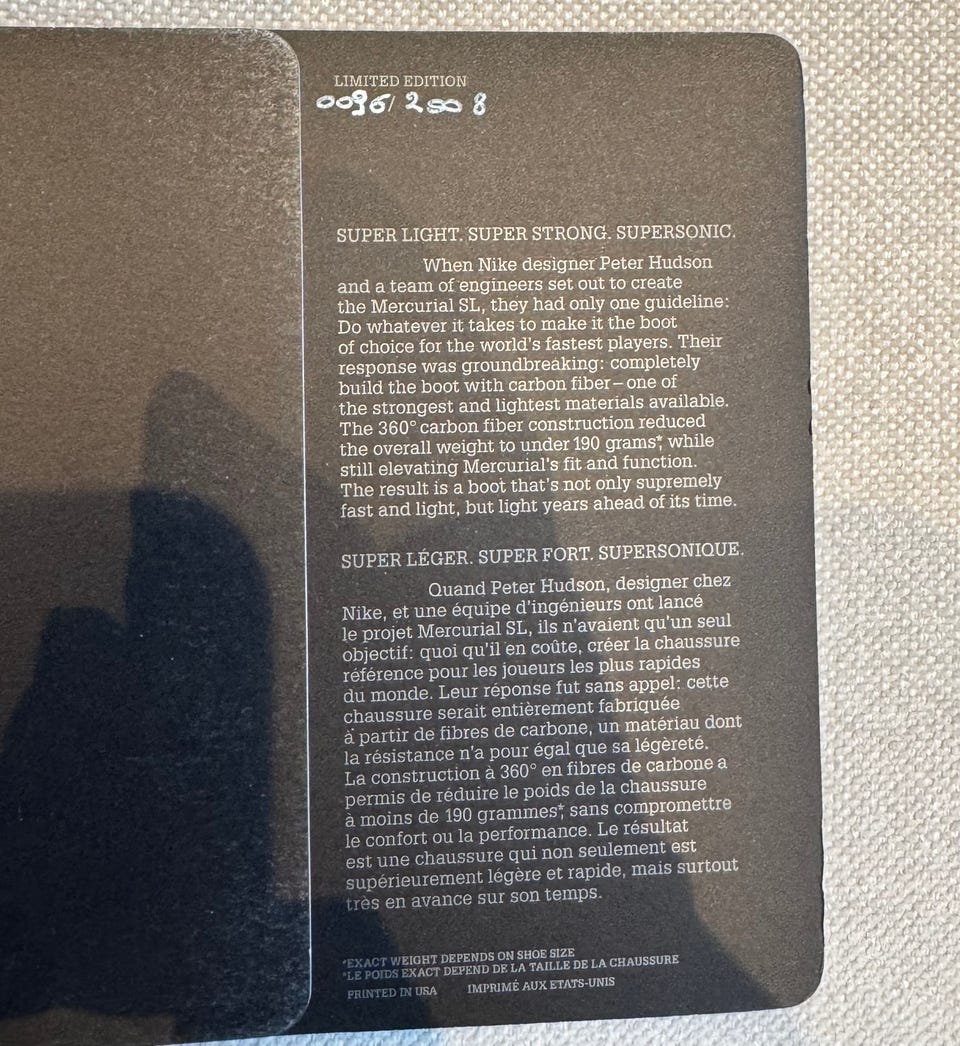 LIMITED EDITION
0096/2008
SUPER LIGHT. SUPER STRONG. SUPERSONIC.
When Nike designer Peter Hudson
and a team of engineers set out to create
the Mercurial SL, they had only one guideline:
Do whatever it takes to make it the boot
of choice for the world's fastest players. Their
response was groundbreaking: completely
build the boot with carbon fiber–one of
the strongest and lightest materials available.
The 360° carbon fiber construction reduced
the overall weight to under 190 grams*, while
still elevating Mercurial's fit and function.
The result is a boot that's not only supremely
fast and light, but light years ahead of its time.
SUPER LÉGER. SUPER FORT. SUPERSONIQUE.
Quand Peter Hudson, designer chez
Nike, et une équipe d'ingénieurs ont lancé
le projet Mercurial SL, ils n'avaient qu'un seul
objectif: quoi qu'il en coûte, créer la chaussure
référence pour les joueurs les plus rapides
du monde. Leur réponse fut sans appel: cette
chaussure serait entièrement fabriquée
à partir de fibres de carbone, un matériau dont
la résistance n'a pour égal que sa légèreté.
La construction à 360° en fibres de carbone a
permis de réduire le poids de la chaussure
à moins de 190 grammes*, sans compromettre
le confort ou la performance. Le résultat
est une chaussure qui non seulement est
supérieurement légère et rapide, mais surtout
très en avance sur son temps.
*EXACT WEIGHT DEPENDS ON SHOE SIZE
*LE POIDS EXACT DEPEND DE LA TAILLE DE LA CHAUSSURE
PRINTED IN USA IMPRIMÉ AUX ETATS-UNIS